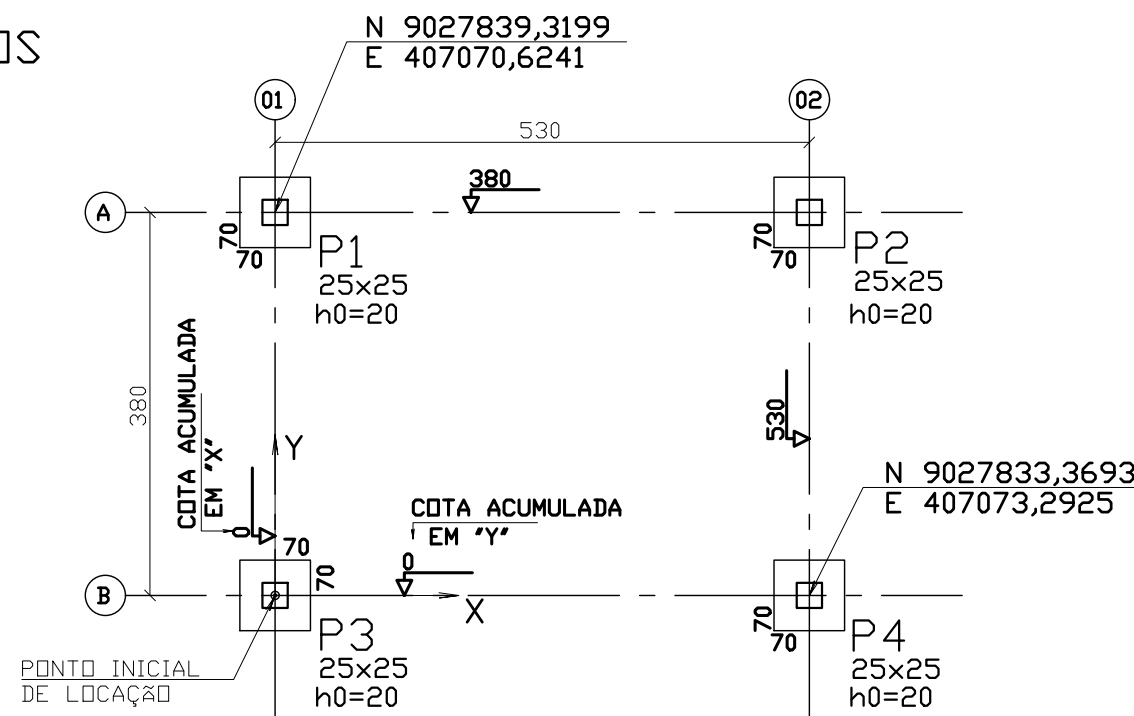 N 9027839,3199
E 407070,6241
01
02
530
A
380
70
70
P1
25x25
h0=20
70
70
P2
25x25
h0=20
380
COTA ACUMULADA
EM "X"
0
Y
530
N 9027833,3693
E 407073,2925
COTA ACUMULADA
EM "Y"
0
70
70
B
X
P3
25x25
h0=20
70
70
P4
25x25
h0=20
PONTO INICIAL
DE LOCAÇÃO